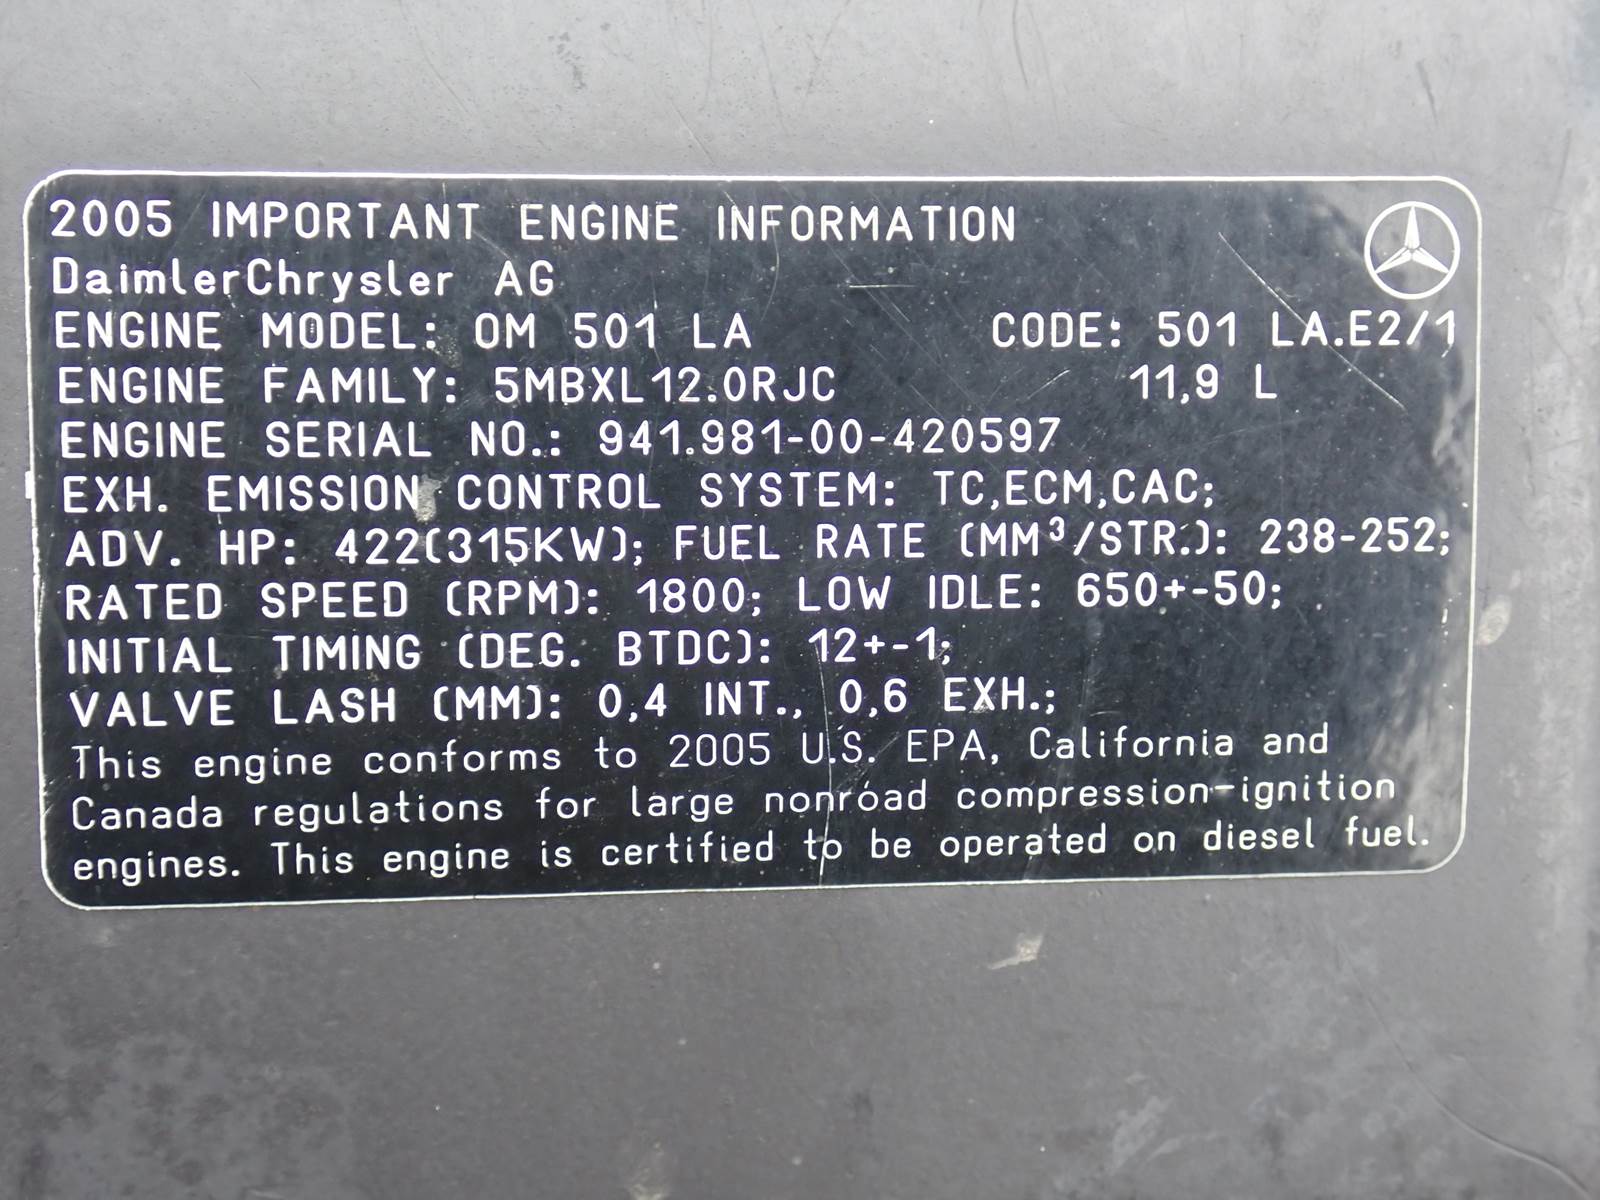 2005 IMPORTANT ENGINE INFORMATION
DaimlerChrysler AG
ENGINE MODEL: OM 501 LA CODE: 501 LA.E2/1
ENGINE FAMILY: 5MBXL12.0RJC 11,9 L
ENGINE SERIAL NO.: 941.981-00-420597
EXH. EMISSION CONTROL SYSTEM: TC,ECM,CAC;
ADV. HP: 422(315KW); FUEL RATE (MM³/STR.): 238-252;
RATED SPEED (RPM): 1800; LOW IDLE: 650+-50;
INITIAL TIMING (DEG. BTDC): 12+-1;
VALVE LASH (MM): 0,4 INT., 0,6 EXH.;
This engine conforms to 2005 U.S. EPA, California and
Canada regulations for large nonroad compression-ignition
engines. This engine is certified to be operated on diesel fuel.